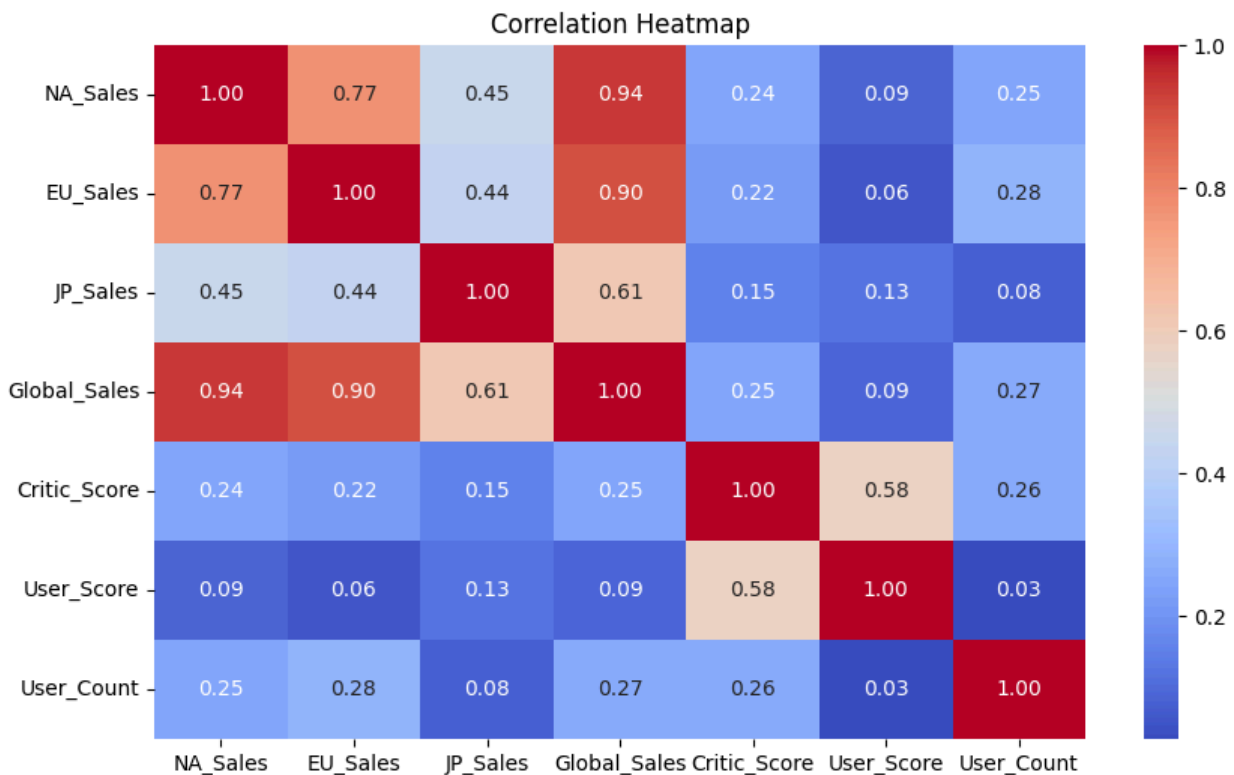 Correlation Heatmap
NA_Sales 1.00 0.77 0.45 0.94 0.24 0.09 0.25
EU_Sales 0.77 1.00 0.44 0.90 0.22 0.06 0.28
JP_Sales 0.45 0.44 1.00 0.61 0.15 0.13 0.08
Global_Sales 0.94 0.90 0.61 1.00 0.25 0.09 0.27
Critic_Score 0.24 0.22 0.15 0.25 1.00 0.58 0.26
User_Score 0.09 0.06 0.13 0.09 0.58 1.00 0.03
User_Count 0.25 0.28 0.08 0.27 0.26 0.03 1.00
NA_Sales EU_Sales JP_Sales Global_Sales Critic_Score User_Score User_Count
1.0
0.8
0.6
0.4
0.2